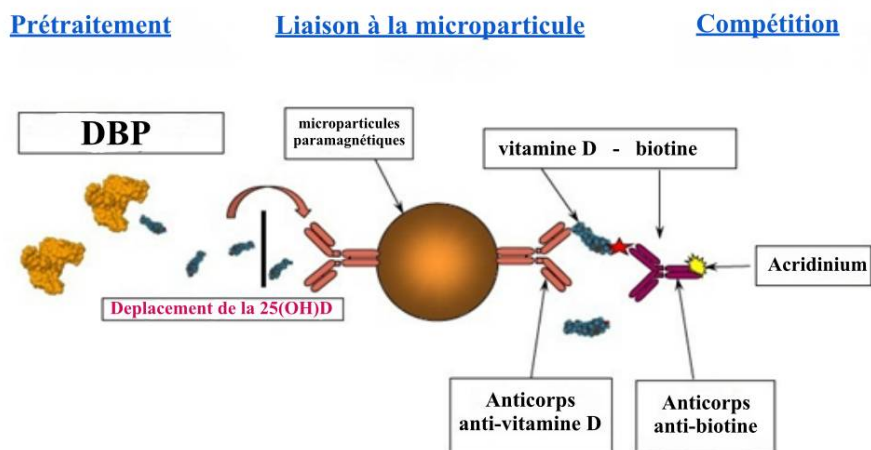 Prétraitement
Liaison à la microparticule
Compétition
DBP
microparticules
paramagnétiques
vitamine D - biotine
Acridinium
Deplacement de la 25(OH)D
Anticorps
anti-vitamine D
Anticorps
anti-biotine